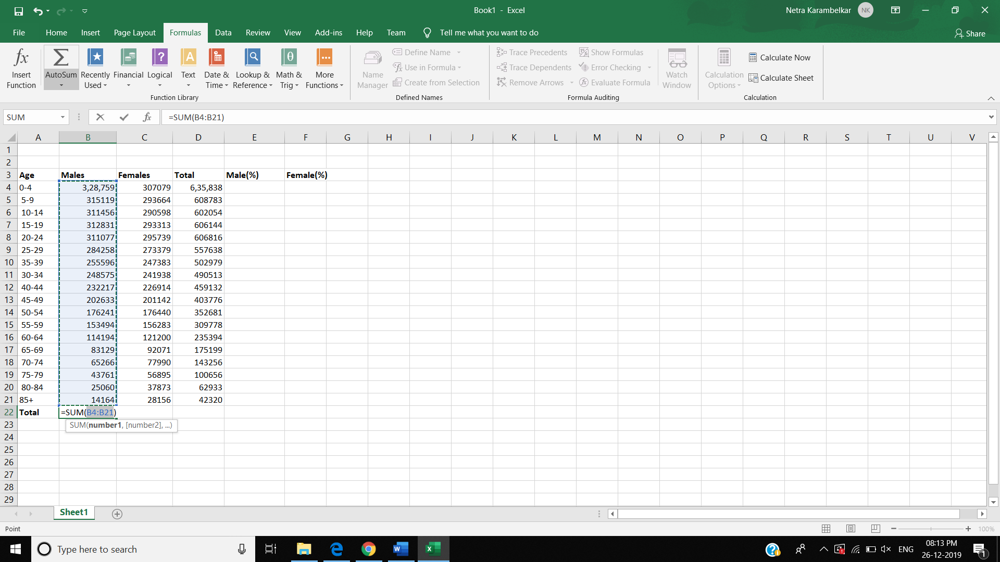 Book1 - Excel
Netra Karambelkar NK
File Home Insert Page Layout Formulas Data Review View Add-ins Help Team Tell me what you want to do Share
Insert Function
AutoSum
Recently Used
Financial
Logical
Text
Date & Time
Lookup & Reference
Math & Trig
More Functions
Function Library
Name Manager
Define Name
Use in Formula
Create from Selection
Defined Names
Trace Precedents
Trace Dependents
Remove Arrows
Show Formulas
Error Checking
Evaluate Formula
Formula Auditing
Watch Window
Calculation Options
Calculate Now
Calculate Sheet
Calculation
SUM fx =SUM(B4:B21)
A B C D E F G H I J K L M N O P Q R S T U V
1
2
3 Age Males Females Total Male(%) Female(%)
4 0-4 3,28,759 307079 6,35,838
5 5-9 315119 293664 608783
6 10-14 311456 290598 602054
7 15-19 312831 293313 606144
8 20-24 311077 295739 606816
9 25-29 284258 273379 557638
10 35-39 255596 247383 502979
11 30-34 248575 241938 490513
12 40-44 232217 226914 459132
13 45-49 202633 201142 403776
14 50-54 176241 176440 352681
15 55-59 153494 156283 309778
16 60-64 114194 121200 235394
17 65-69 83129 92071 175199
18 70-74 65266 77990 143256
19 75-79 43761 56895 100656
20 80-84 25060 37873 62933
21 85+ 14164 28156 42320
22 Total =SUM(B4:B21)
23 SUM(number1, [number2], ...)
24
25
26
27
28
29
Sheet1
Point 100%
Type here to search
ENG
08:13 PM
26-12-2019
1